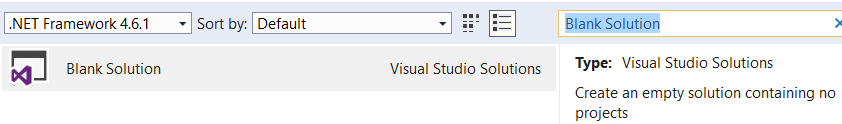 .NET Framework 4.6.1 Sort by: Default Blank Solution
Blank Solution Visual Studio Solutions Type: Visual Studio Solutions
Create an empty solution containing no
projects